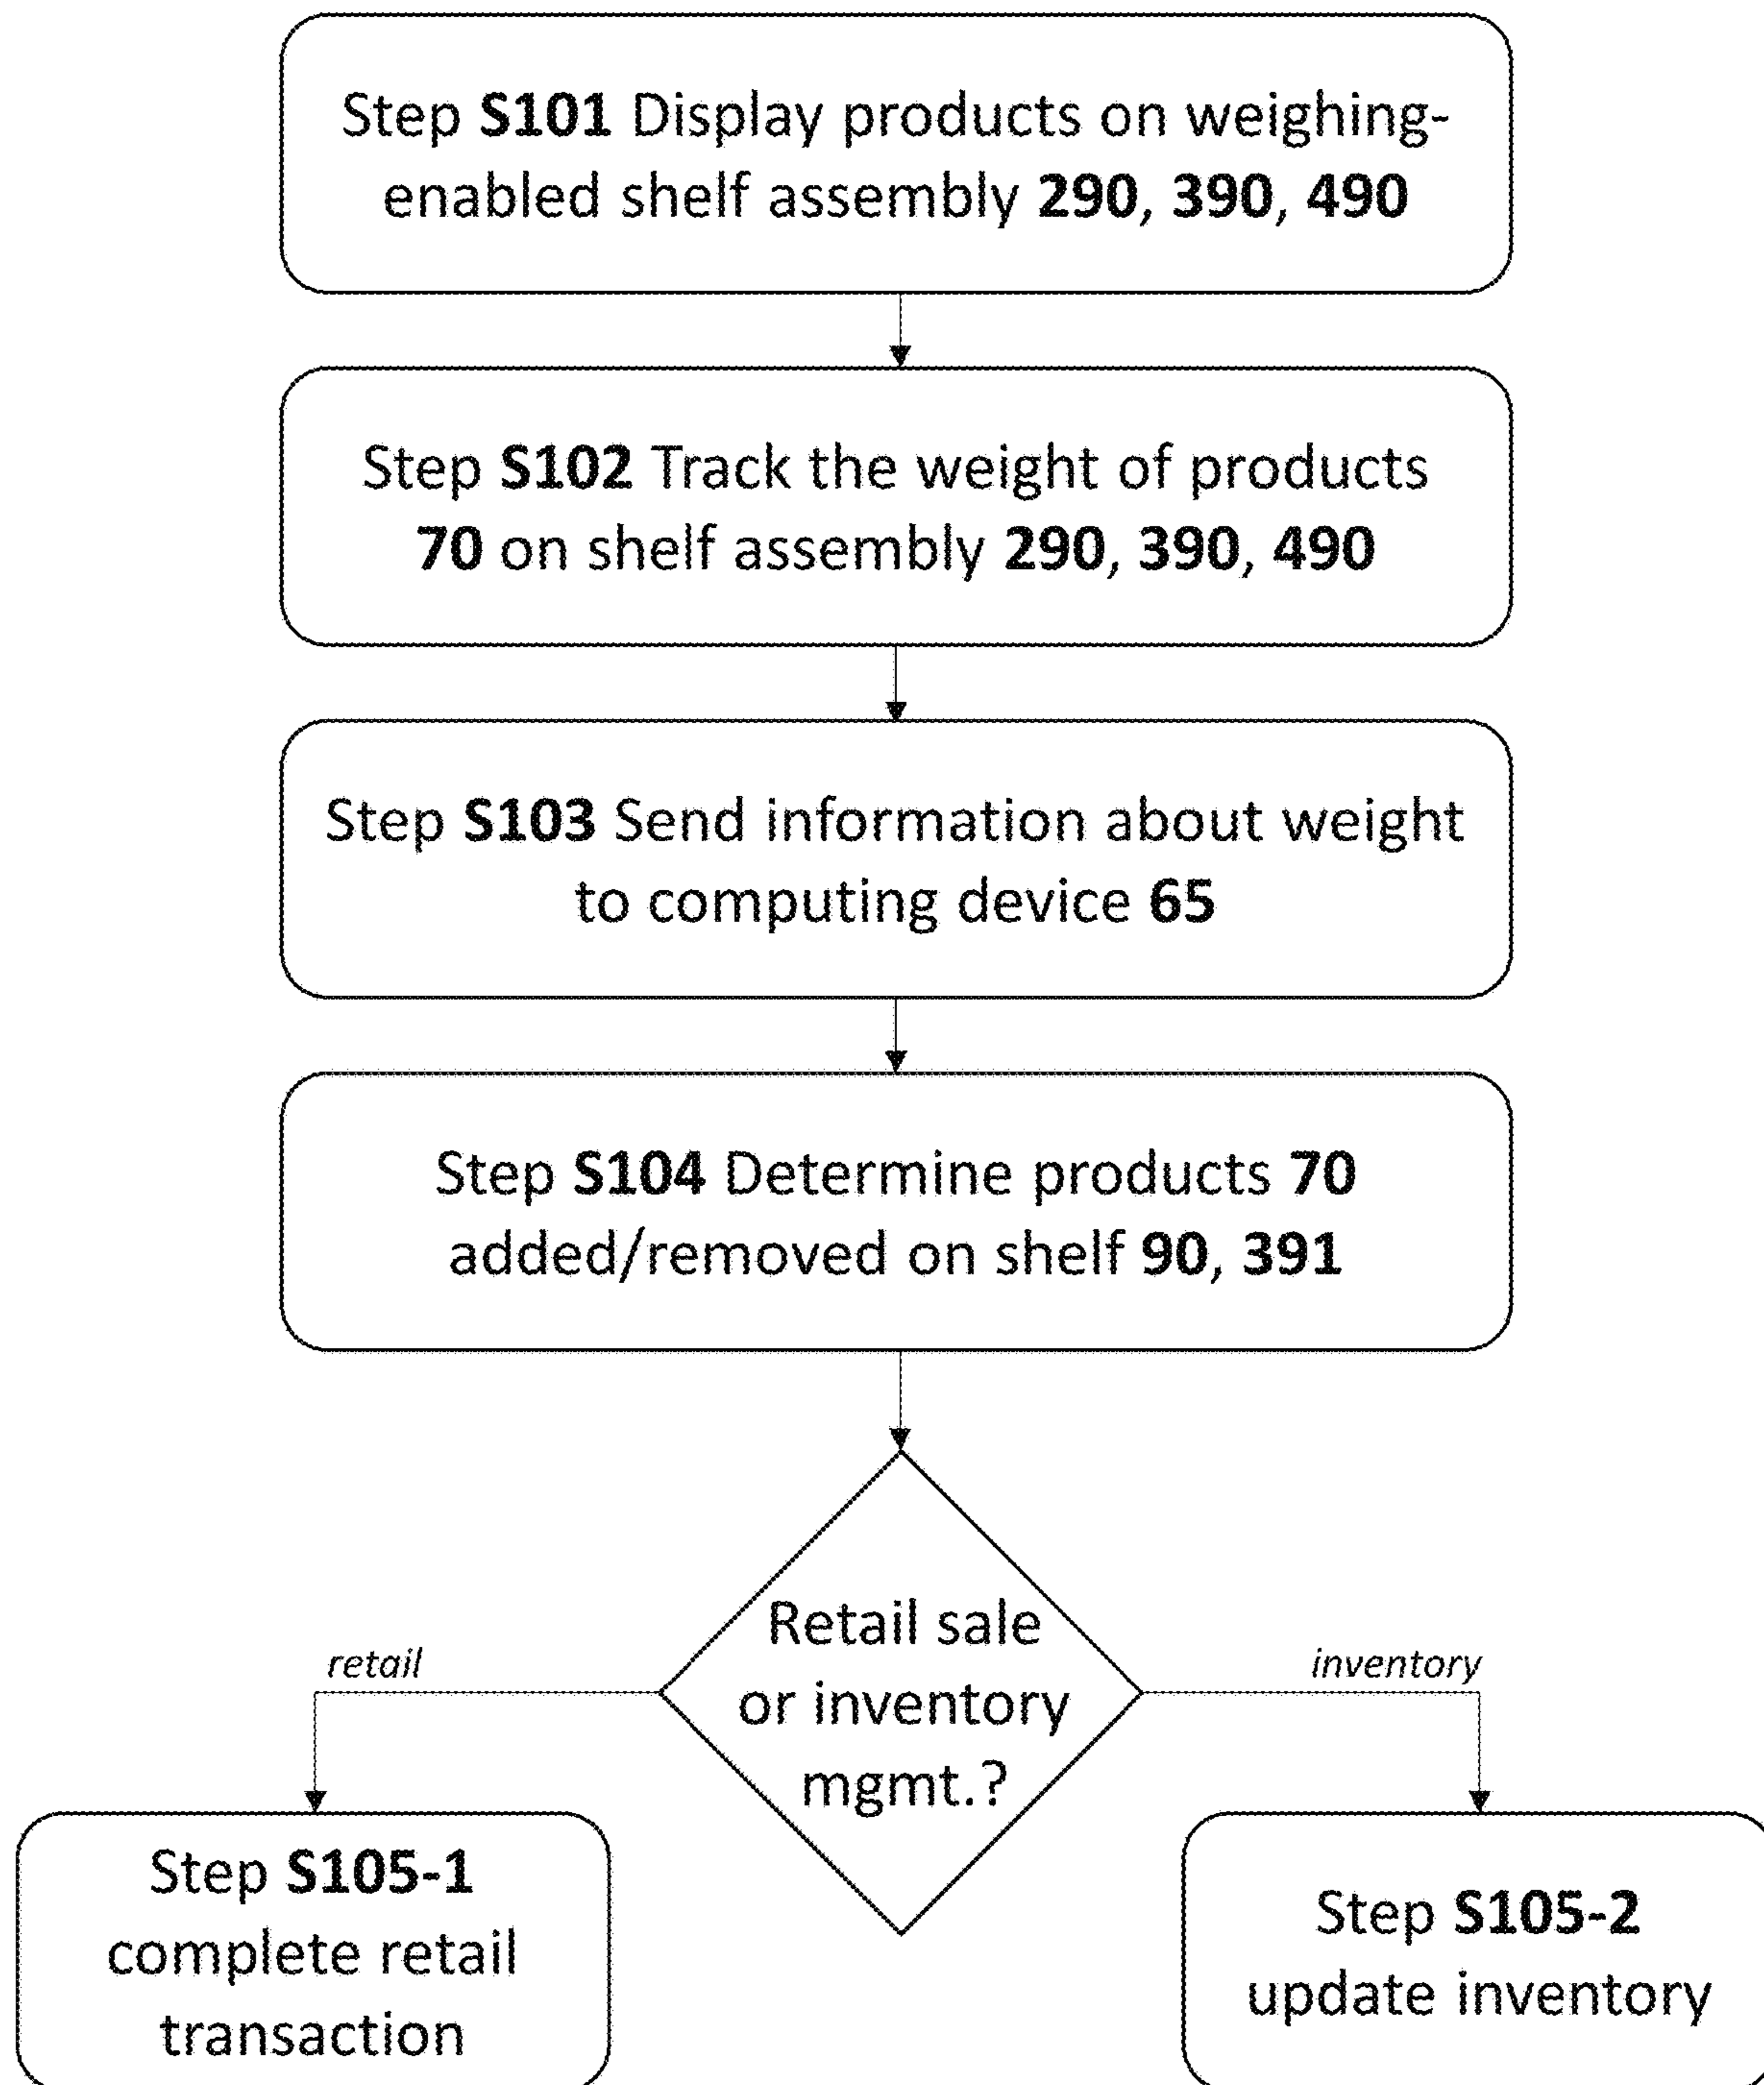 Step S101 Display products on weighing-
enabled shelf assembly 290, 390, 490
Step S102 Track the weight of products
70 on shelf assembly 290, 390, 490
Step S103 Send information about weight
to computing device 65
Step S104 Determine products 70
added/removed on shelf 90, 391
Retail sale
or inventory
mgmt.?
retail
inventory
Step S105-1
complete retail
transaction
Step S105-2
update inventory